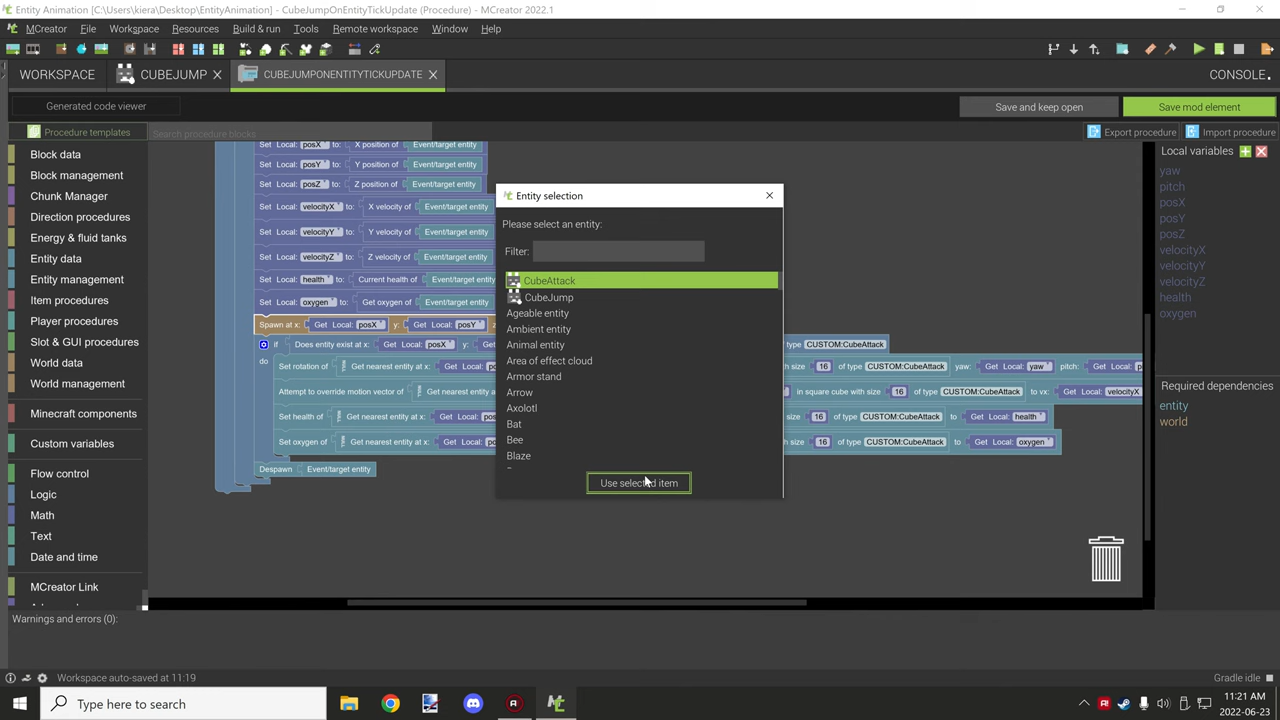 Entity Animation [C:\Users\kiera\Desktop\EntityAnimation] - CubeJumpOnEntityTickUpdate (Procedure) - MCreator 2022.1
MCreator File Workspace Resources Build & run Tools Remote workspace Window Help
WORKSPACE CUBEJUMP CUBEJUMPONENTITYTICKUPDATE CONSOLE
Generated code viewer Save and keep open Save mod element
Procedure templates Search procedure blocks Export procedure Import procedure
Block data
Block management
Chunk Manager
Direction procedures
Energy & fluid tanks
Entity data
Entity management
Item procedures
Player procedures
Slot & GUI procedures
World data
World management
Minecraft components
Custom variables
Flow control
Logic
Math
Text
Date and time
MCreator Link
Set Local: posX to: X position of Event/target entity
Set Local: posY to: Y position of Event/target entity
Set Local: posZ to: Z position of Event/target entity
Set Local: velocityX to: X velocity of Event/target entity
Set Local: velocityY to: Y velocity of Event/target entity
Set Local: velocityZ to: Z velocity of Event/target entity
Set Local: health to: Current health of Event/target entity
Set Local: oxygen to: Get oxygen of Event/target entity
Spawn at x: Get Local: posX y: Get Local: posY
if Does entity exist at x: Get Local: posX y: type CUSTOM:CubeAttack
do Set rotation of Get nearest entity at x: 16 of type CUSTOM:CubeAttack yaw: Get Local: yaw pitch:
Attempt to override motion vector of Get nearest in square cube with size 16 of type CUSTOM:CubeAttack to vx: Get Local: velocityX
Set health of Get nearest entity at x: Get Local: th size 16 of type CUSTOM:CubeAttack to Get Local: health
Set oxygen of Get nearest entity at x: Get Local: th size 16 of type CUSTOM:CubeAttack to Get Local: oxygen
Despawn Event/target entity
Entity selection
Please select an entity:
Filter:
CubeAttack
CubeJump
Ageable entity
Ambient entity
Animal entity
Area of effect cloud
Armor stand
Arrow
Axolotl
Bat
Bee
Blaze
Use selected item
Local variables
yaw
pitch
posX
posY
posZ
velocityX
velocityY
velocityZ
health
oxygen
Required dependencies
entity
world
Warnings and errors (0):
Workspace auto-saved at 11:19 Gradle idle
Type here to search
11:21 AM
2022-06-23